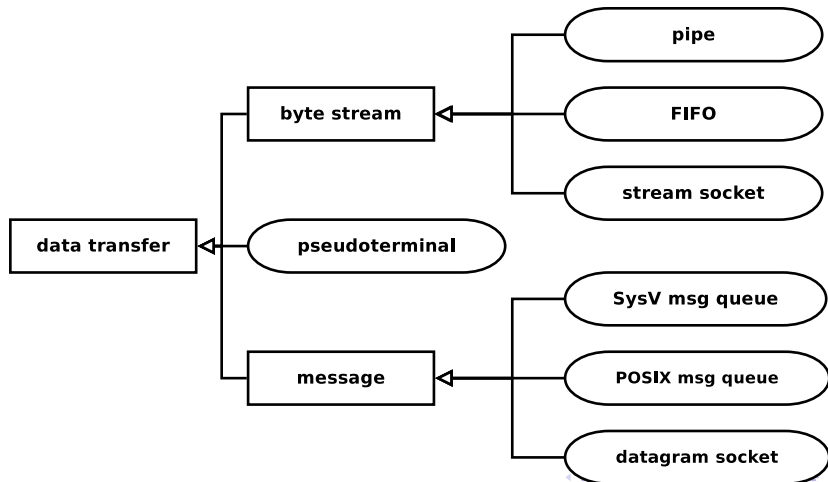 pipe
byte stream
FIFO
stream socket
data transfer
pseudoterminal
SysV msg queue
message
POSIX msg queue
datagram socket